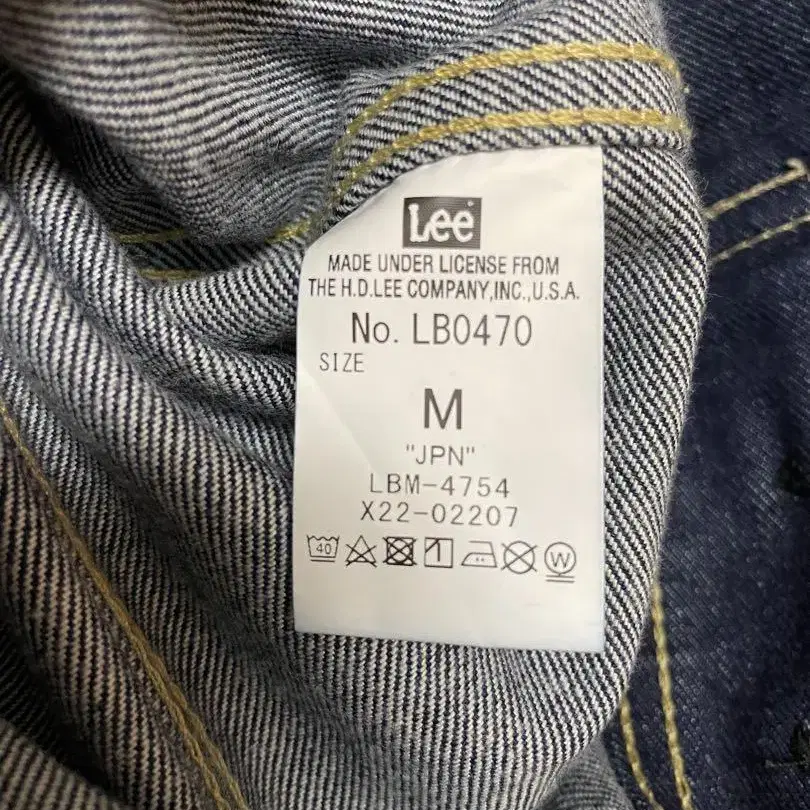 Lee
MADE UNDER LICENSE FROM
THE H.D.LEE COMPANY,INC.,U.S.A.
No. LB0470
SIZE
M
"JPN"
LBM-4754
X22-02207
40
W